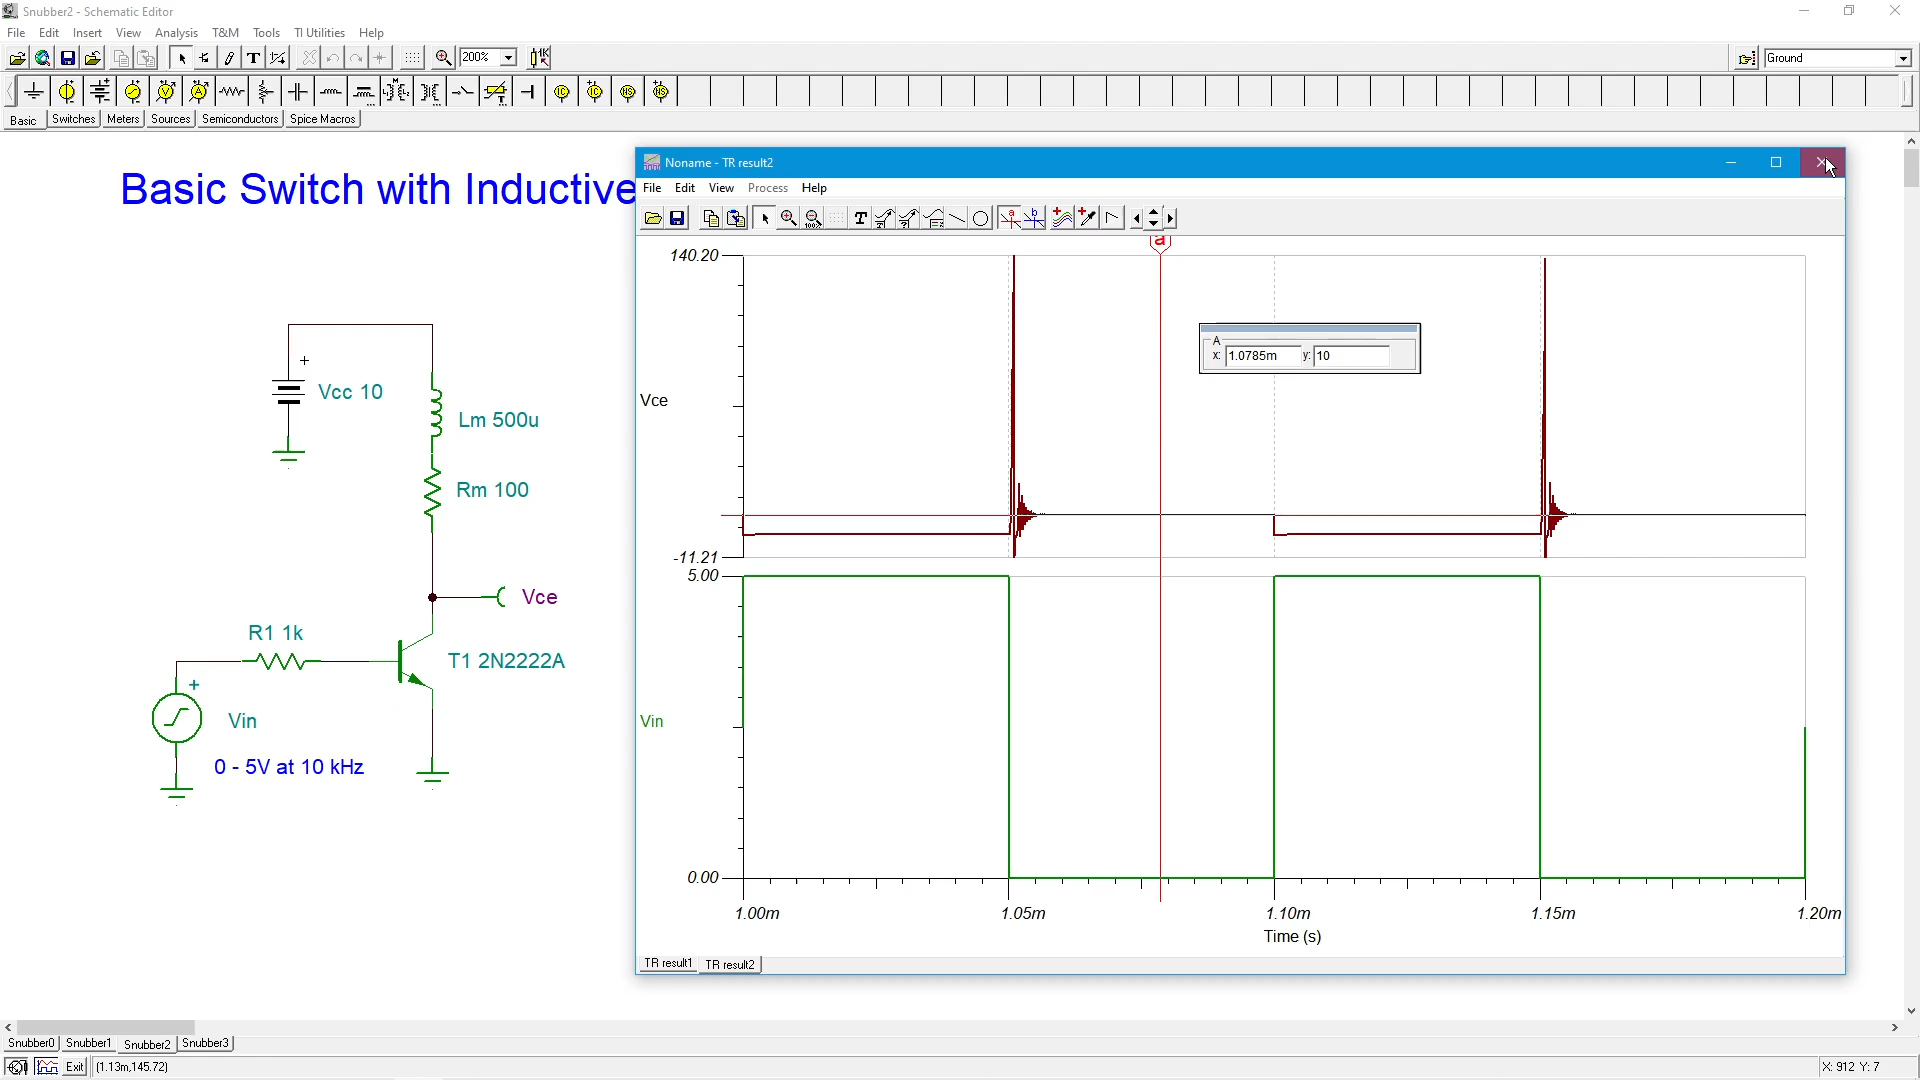 Snubber2 - Schematic Editor
File Edit Insert View Analysis T&M Tools TI Utilities Help
200%
1K
Ground
Basic Switches Meters Sources Semiconductors Spice Macros
Basic Switch with Inductive
Vcc 10
Lm 500u
Rm 100
Vce
R1 1k
T1 2N2222A
Vin
0 - 5V at 10 kHz
Noname - TR result2
File Edit View Process Help
a
140.20
A
x: 1.0785m y: 10
Vce
-11.21
5.00
Vin
0.00
1.00m 1.05m 1.10m 1.15m 1.20m
Time (s)
TR result1 TR result2
Snubber0 Snubber1 Snubber2 Snubber3
Exit (1.13m,145.72)
X: 912 Y: 7